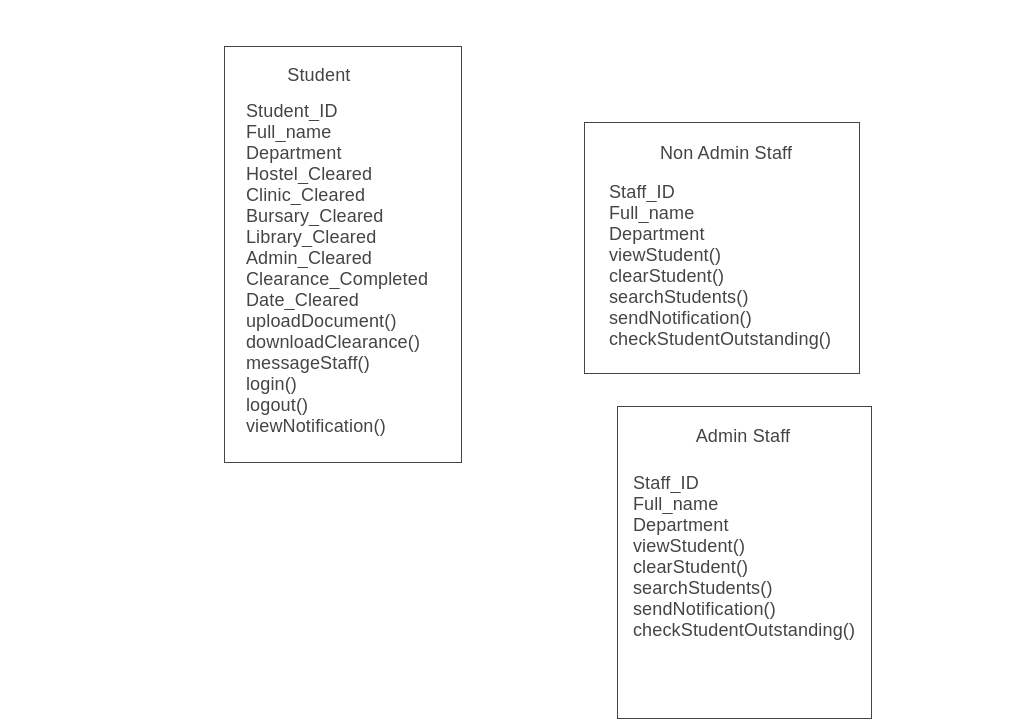 Student
Student_ID
Full_name
Department
Hostel_Cleared
Clinic_Cleared
Bursary_Cleared
Library_Cleared
Admin_Cleared
Clearance_Completed
Date_Cleared
uploadDocument()
downloadClearance()
messageStaff()
login()
logout()
viewNotification()
Non Admin Staff
Staff_ID
Full_name
Department
viewStudent()
clearStudent()
searchStudents()
sendNotification()
checkStudentOutstanding()
Admin Staff
Staff_ID
Full_name
Department
viewStudent()
clearStudent()
searchStudents()
sendNotification()
checkStudentOutstanding()